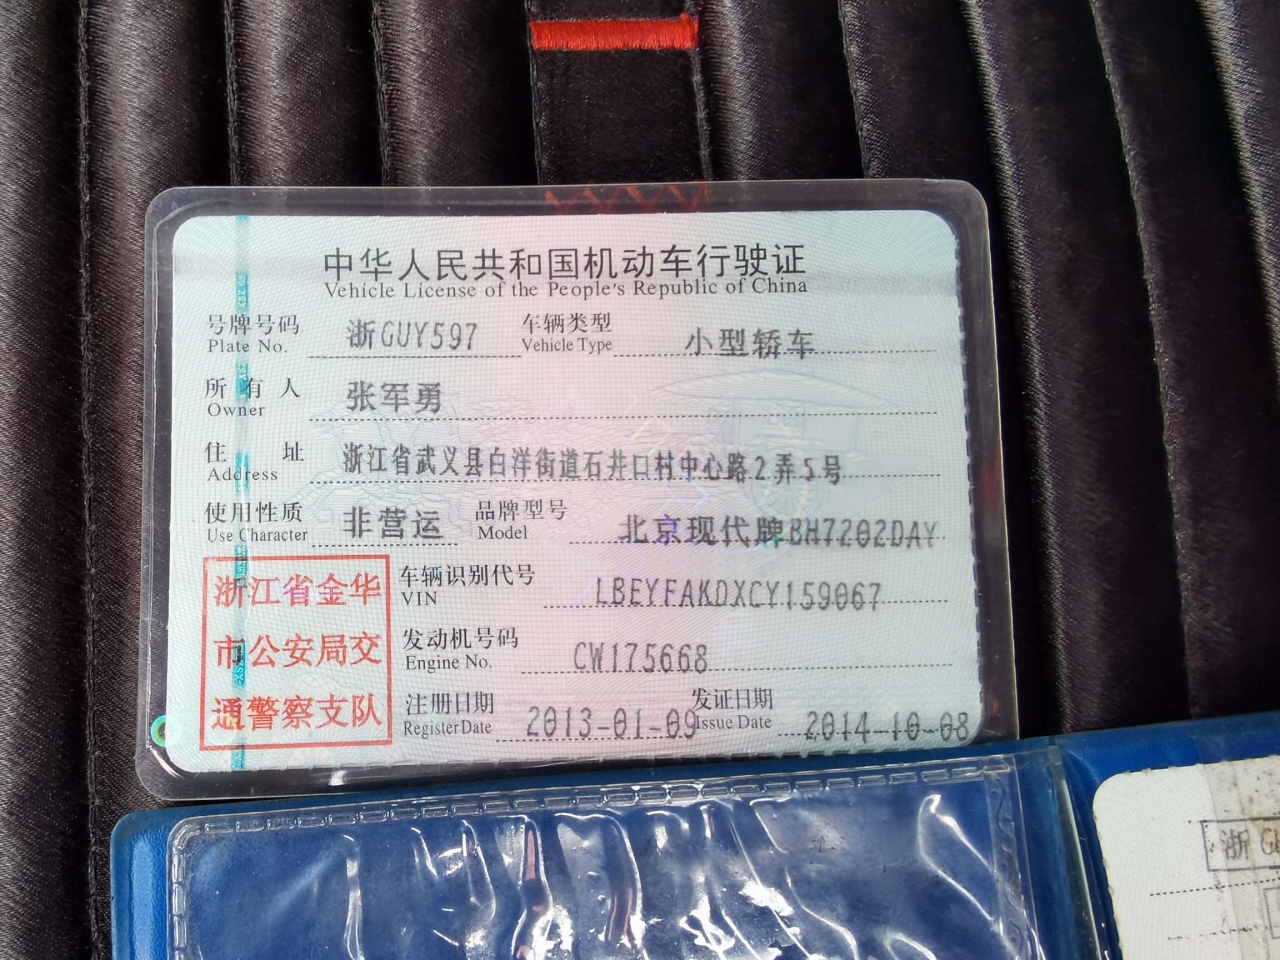 中华人民共和国机动车行驶证
Vehicle License of the People's Republic of China
号牌号码 浙GUY597 车辆类型 小型轿车
Plate No. Vehicle Type
所有人 张军勇
Owner
住址 浙江省武义县白洋街道石井口村中心路2弄5号
Address
使用性质 非营运 品牌型号 北京现代牌BH7202DAY
Use Character Model
浙江省金华
市公安局交
通警察支队
车辆识别代号 LBEYFAKDXCY159067
VIN
发动机号码 CW175668
Engine No.
注册日期 2013-01-09 发证日期 2014-10-08
Register Date Issue Date
浙G